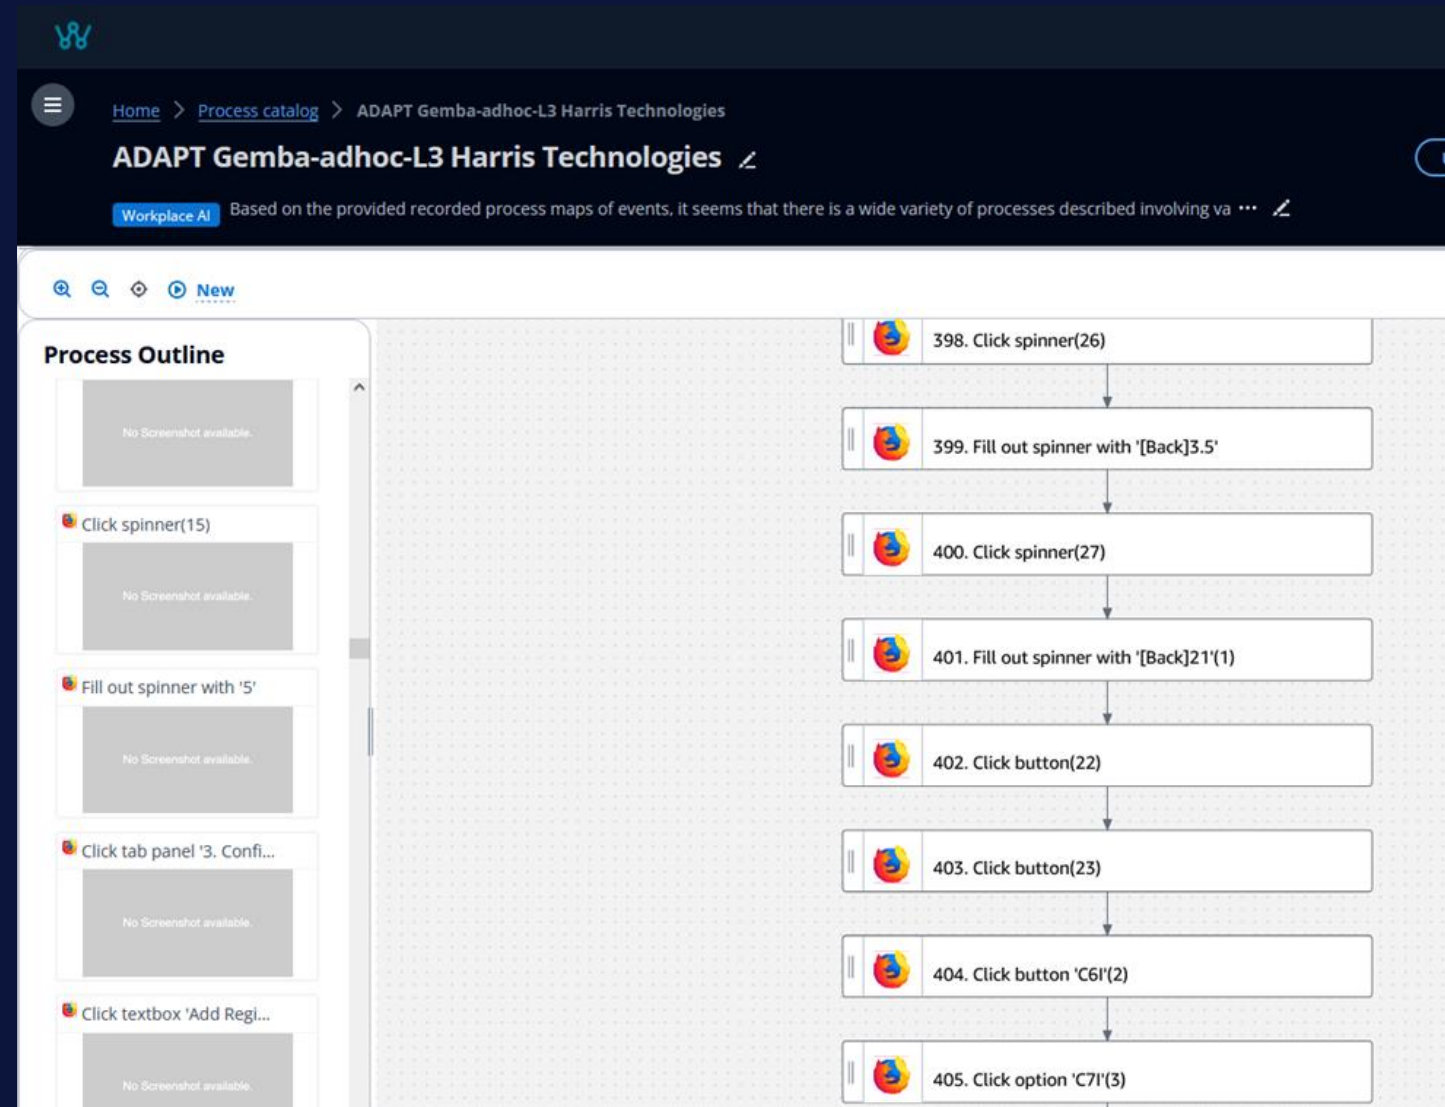 Home > Process catalog > ADAPT Gemba-adhoc-L3 Harris Technologies
ADAPT Gemba-adhoc-L3 Harris Technologies
Workplace AI Based on the provided recorded process maps of events, it seems that there is a wide variety of processes described involving va ···
New
Process Outline
No Screenshot available.
Click spinner(15)
No Screenshot available.
Fill out spinner with '5'
No Screenshot available.
Click tab panel '3. Confi...
No Screenshot available.
Click textbox 'Add Regi...
No Screenshot available.
398. Click spinner(26)
399. Fill out spinner with '[Back]3.5'
400. Click spinner(27)
401. Fill out spinner with '[Back]21'(1)
402. Click button(22)
403. Click button(23)
404. Click button 'C6I'(2)
405. Click option 'C7I'(3)